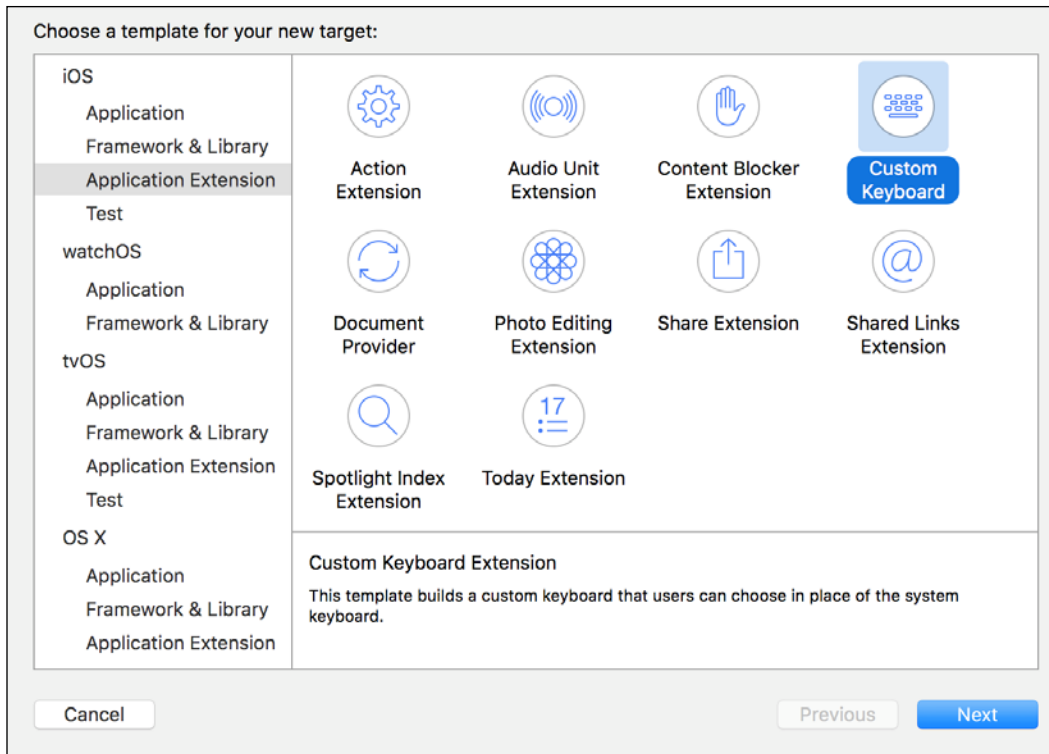 Choose a template for your new target:
iOS
Application
Framework & Library
Application Extension
Test
watchOS
Application
Framework & Library
tvOS
Application
Framework & Library
Application Extension
Test
OS X
Application
Framework & Library
Application Extension
Action
Extension
Audio Unit
Extension
Content Blocker
Extension
Custom
Keyboard
Document
Provider
Photo Editing
Extension
Share Extension
@
Shared Links
Extension
Spotlight Index
Extension
17
Today Extension
Custom Keyboard Extension
This template builds a custom keyboard that users can choose in place of the system
keyboard.
Cancel
Previous
Next